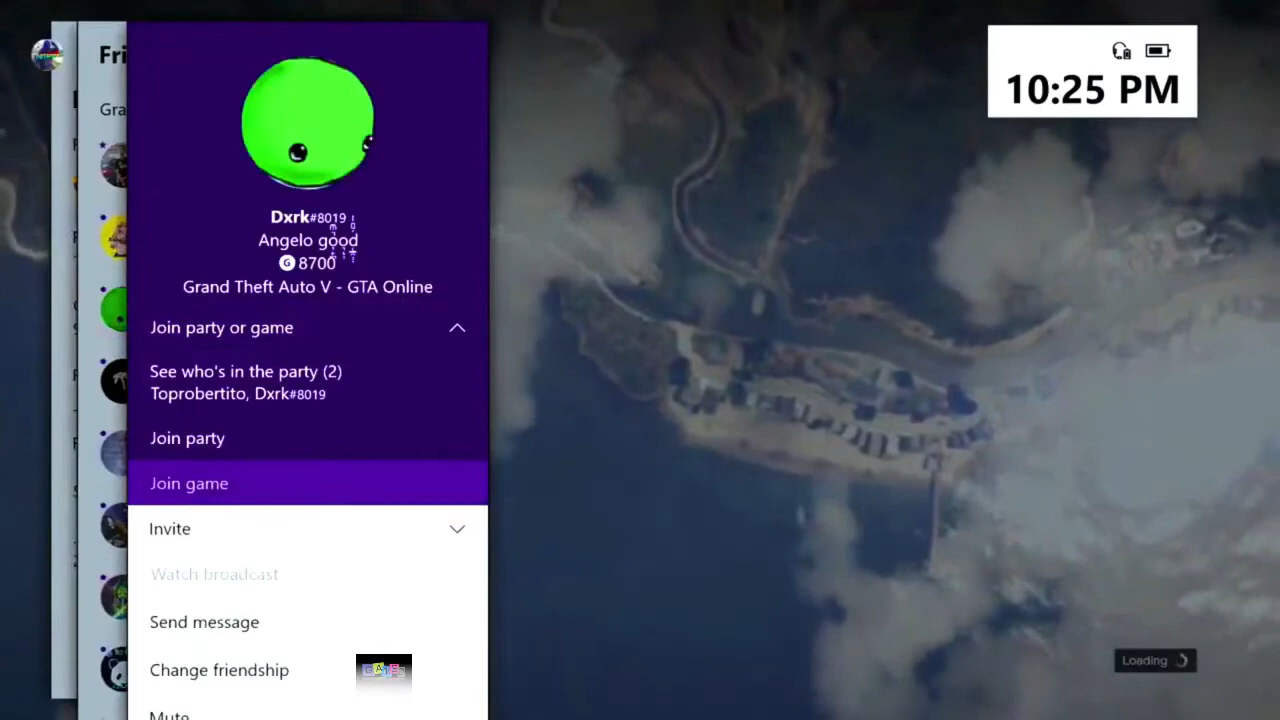 Fri
Gra
Dxrk#8019
Angelo good
G 8700
Grand Theft Auto V - GTA Online
Join party or game
See who's in the party (2)
Toprobertito, Dxrk#8019
Join party
Join game
Invite
Watch broadcast
Send message
Change friendship
Mute
10:25 PM
Loading